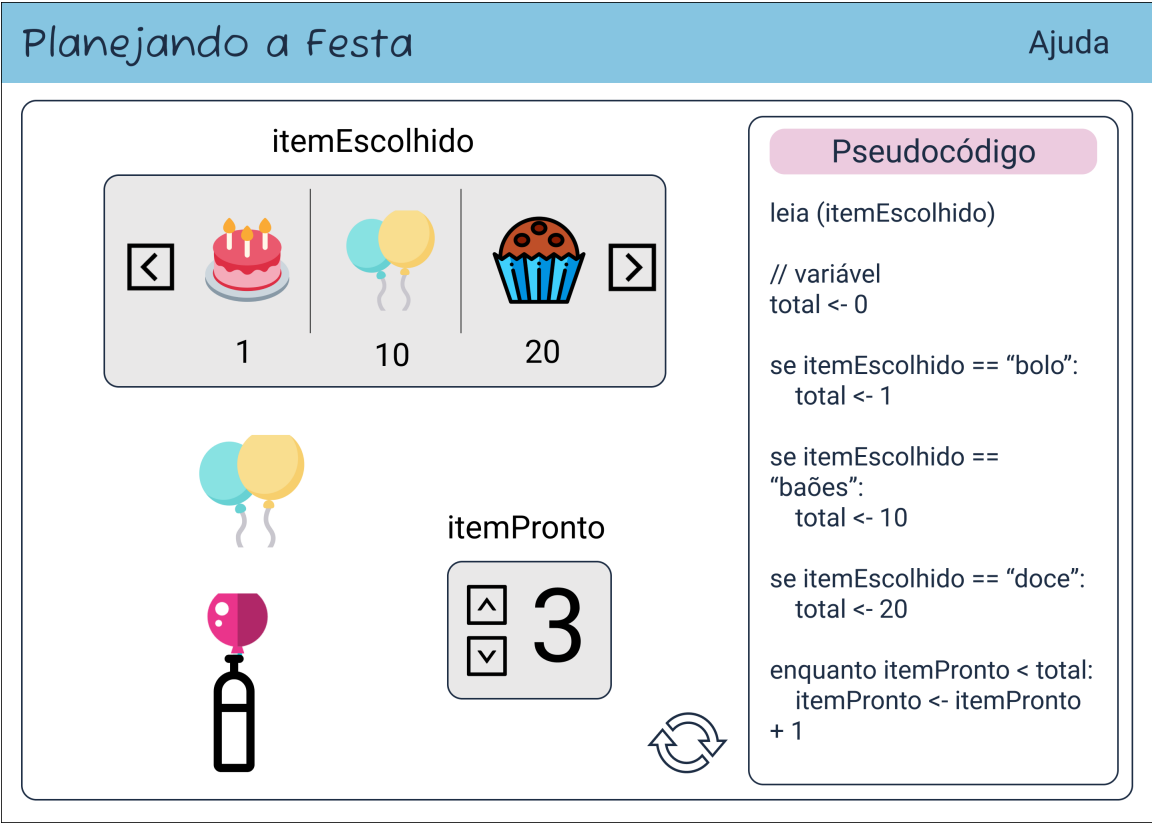 Planejando a Festa
Ajuda
itemEscolhido
1
10
20
itemPronto
3
Pseudocódigo
leia (itemEscolhido)
// variável
total <- 0
se itemEscolhido == “bolo”:
total <- 1
se itemEscolhido ==
“baões”:
total <- 10
se itemEscolhido == “doce”:
total <- 20
enquanto itemPronto < total:
itemPronto <- itemPronto
+ 1